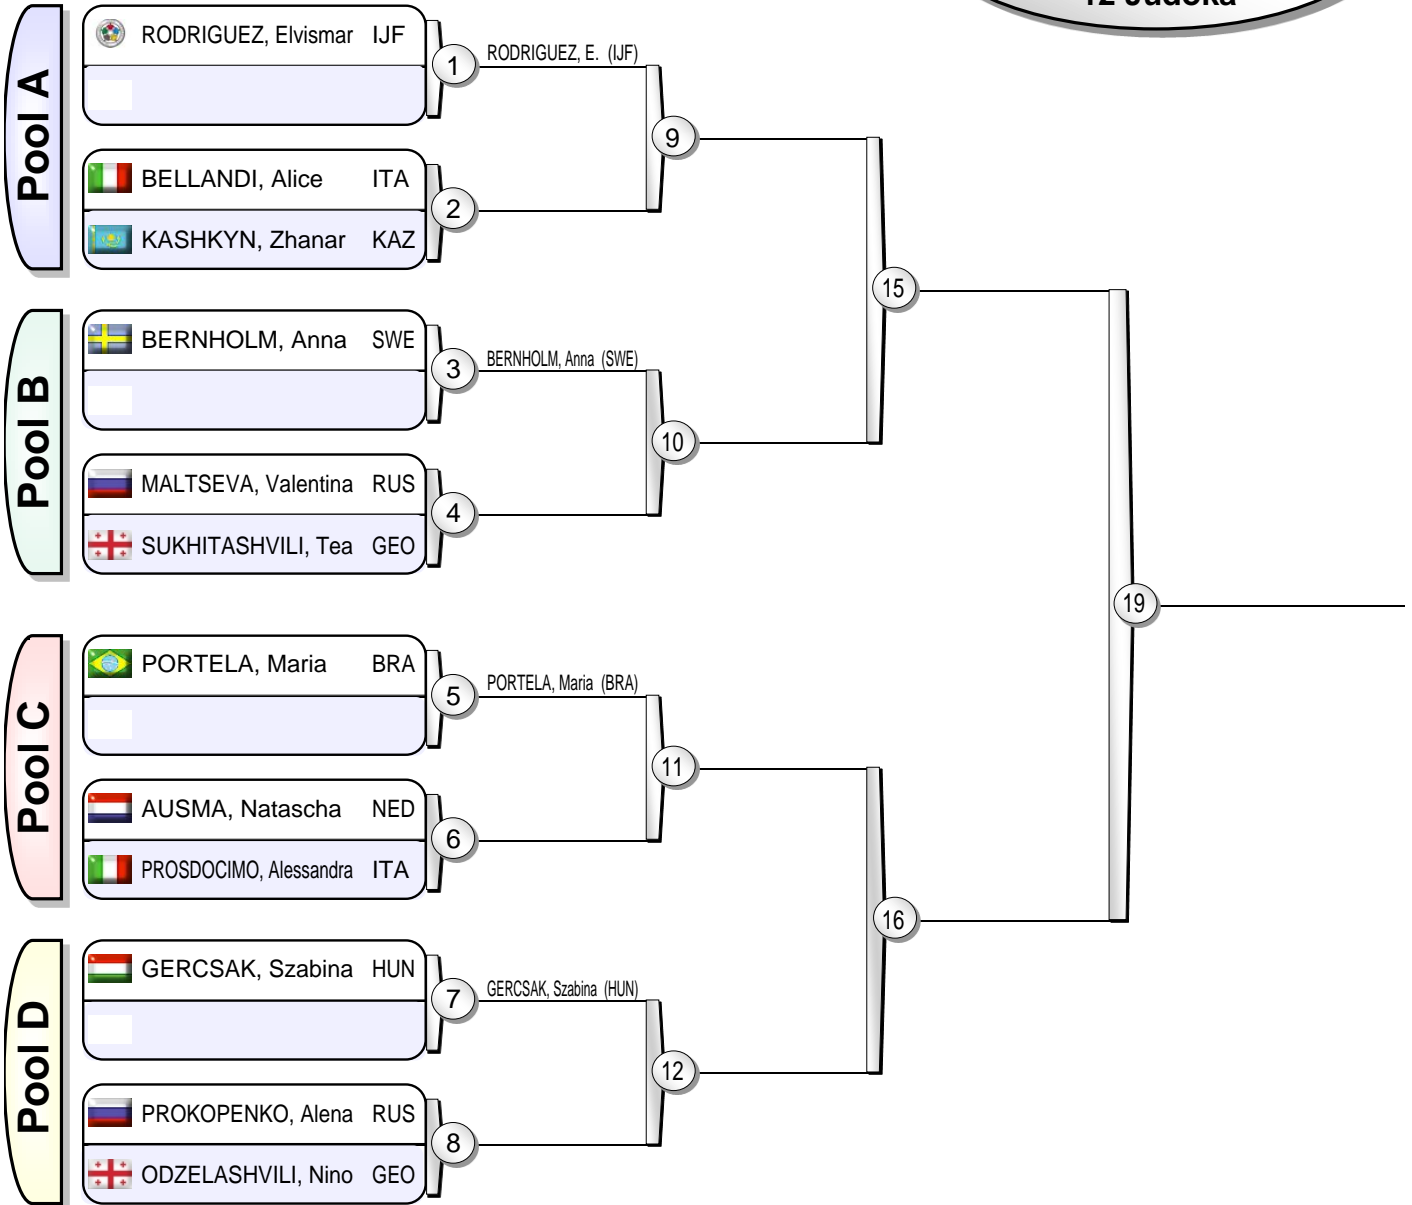 12 Judoka
Pool A
RODRIGUEZ, Elvismar IJF
1
RODRIGUEZ, E. (IJF)
9
BELLANDI, Alice ITA
2
KASHKYN, Zhanar KAZ
15
Pool B
BERNHOLM, Anna SWE
3
BERNHOLM, Anna (SWE)
10
MALTSEVA, Valentina RUS
4
SUKHITASHVILI, Tea GEO
19
Pool C
PORTELA, Maria BRA
5
PORTELA, Maria (BRA)
11
AUSMA, Natascha NED
6
PROSDOCIMO, Alessandra ITA
16
Pool D
GERCSAK, Szabina HUN
7
GERCSAK, Szabina (HUN)
12
PROKOPENKO, Alena RUS
8
ODZELASHVILI, Nino GEO